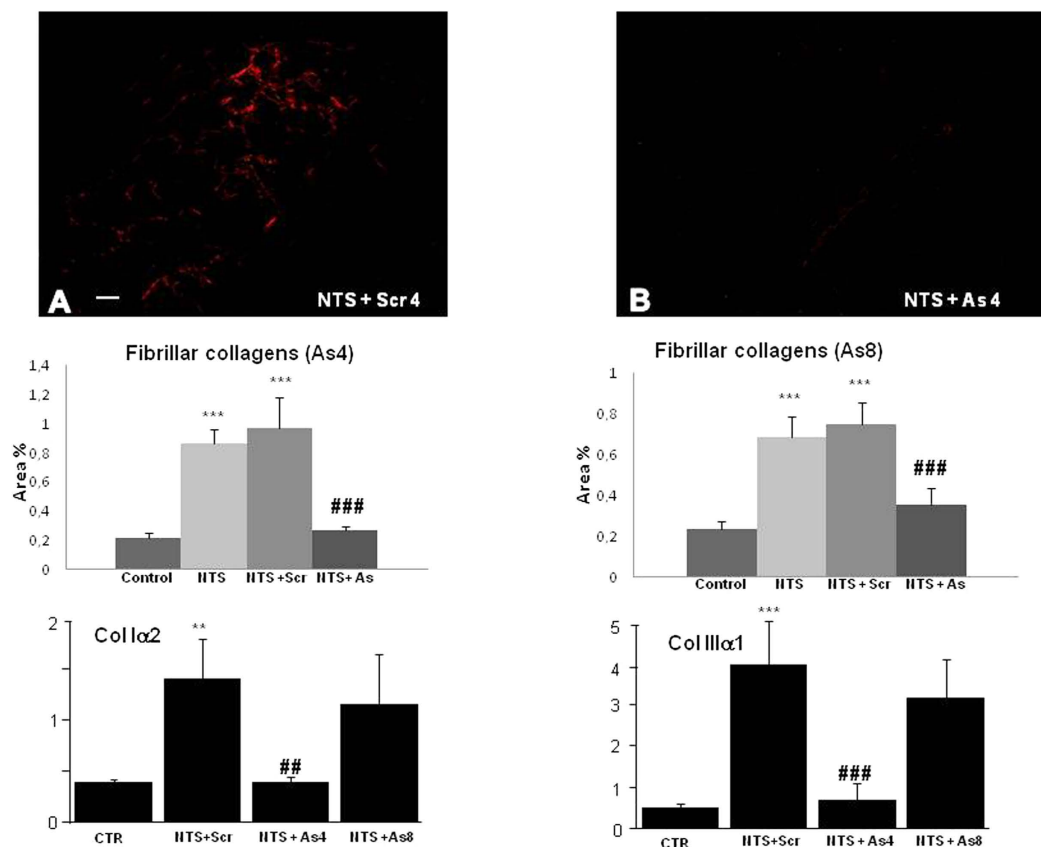 A
NTS + Scr 4
B
NTS + As 4
Fibrillar collagens (As4)
Area %
1,4
1,2
1
0,8
0,6
0,4
0,2
0
***
***
###
Control NTS NTS +Scr NTS+ As
Fibrillar collagens (As8)
Area %
1
0,8
0,6
0,4
0,2
0
***
***
###
Control NTS NTS + Scr NTS + As
Col Iα2
2
1
0
**
##
CTR NTS+Scr NTS + As4 NTS +As8
Col IIIα1
5
4
3
2
1
0
***
###
CTR NTS+Scr NTS+As4 NTS + As8